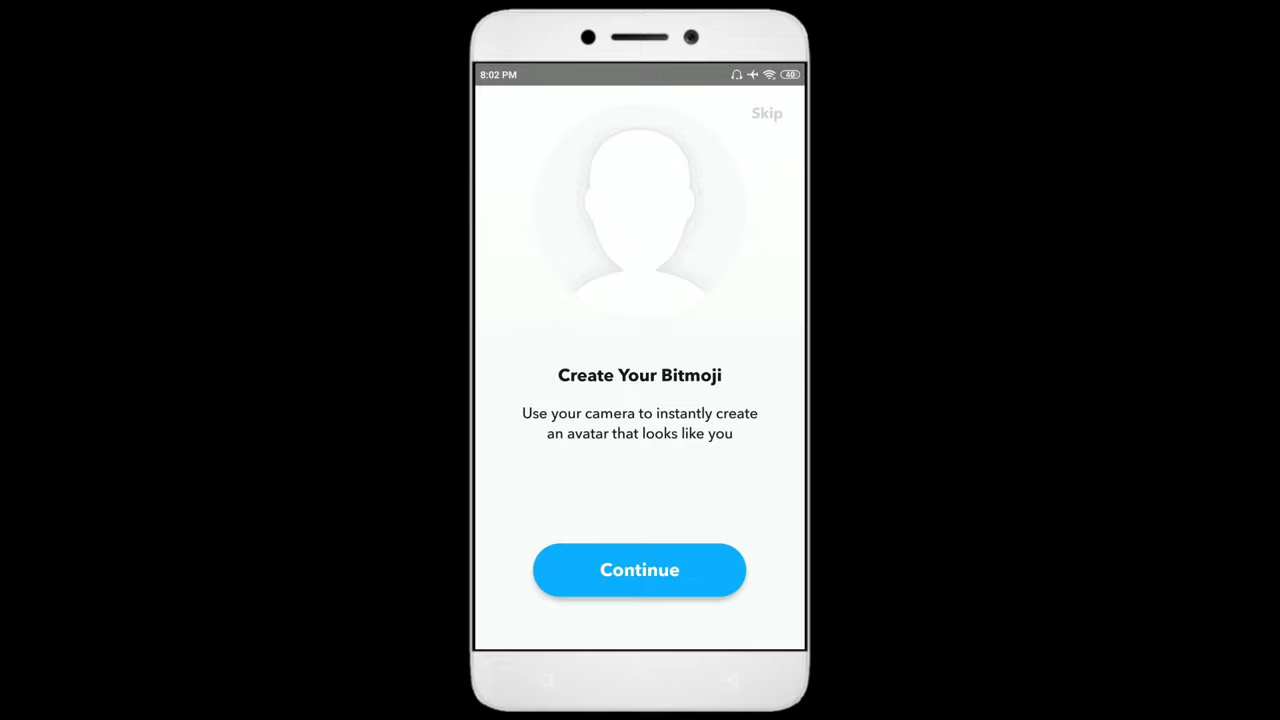 8:02 PM
40
Skip
Create Your Bitmoji
Use your camera to instantly create
an avatar that looks like you
Continue